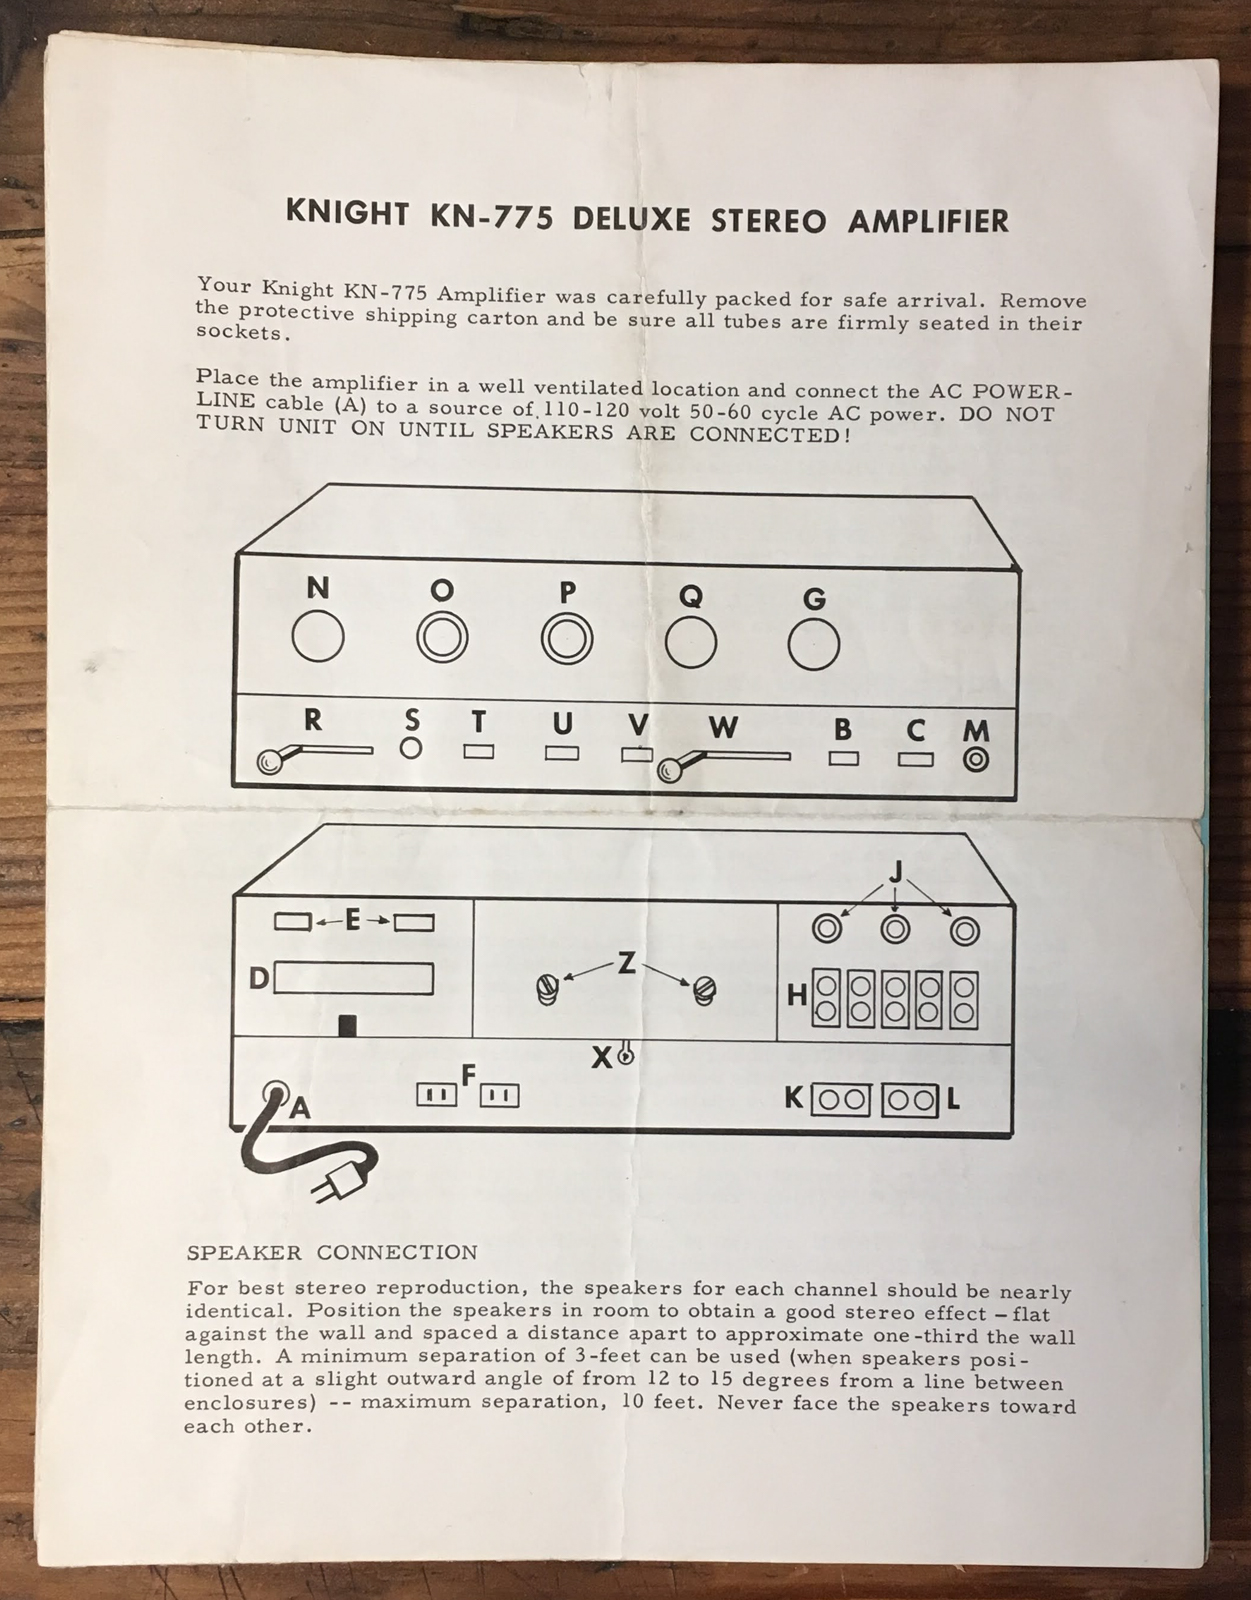 KNIGHT KN-775 DELUXE STEREO AMPLIFIER
Your Knight KN-775 Amplifier was carefully packed for safe arrival. Remove
the protective shipping carton and be sure all tubes are firmly seated in their
sockets.
Place the amplifier in a well ventilated location and connect the AC POWER-
LINE cable (A) to a source of 110-120 volt 50-60 cycle AC power. DO NOT
TURN UNIT ON UNTIL SPEAKERS ARE CONNECTED!
N O P Q G
R S T U V W B C M
J
E
Z
D
H
X
F
A
K L
SPEAKER CONNECTION
For best stereo reproduction, the speakers for each channel should be nearly
identical. Position the speakers in room to obtain a good stereo effect – flat
against the wall and spaced a distance apart to approximate one-third the wall
length. A minimum separation of 3-feet can be used (when speakers posi-
tioned at a slight outward angle of from 12 to 15 degrees from a line between
enclosures) -- maximum separation, 10 feet. Never face the speakers toward
each other.